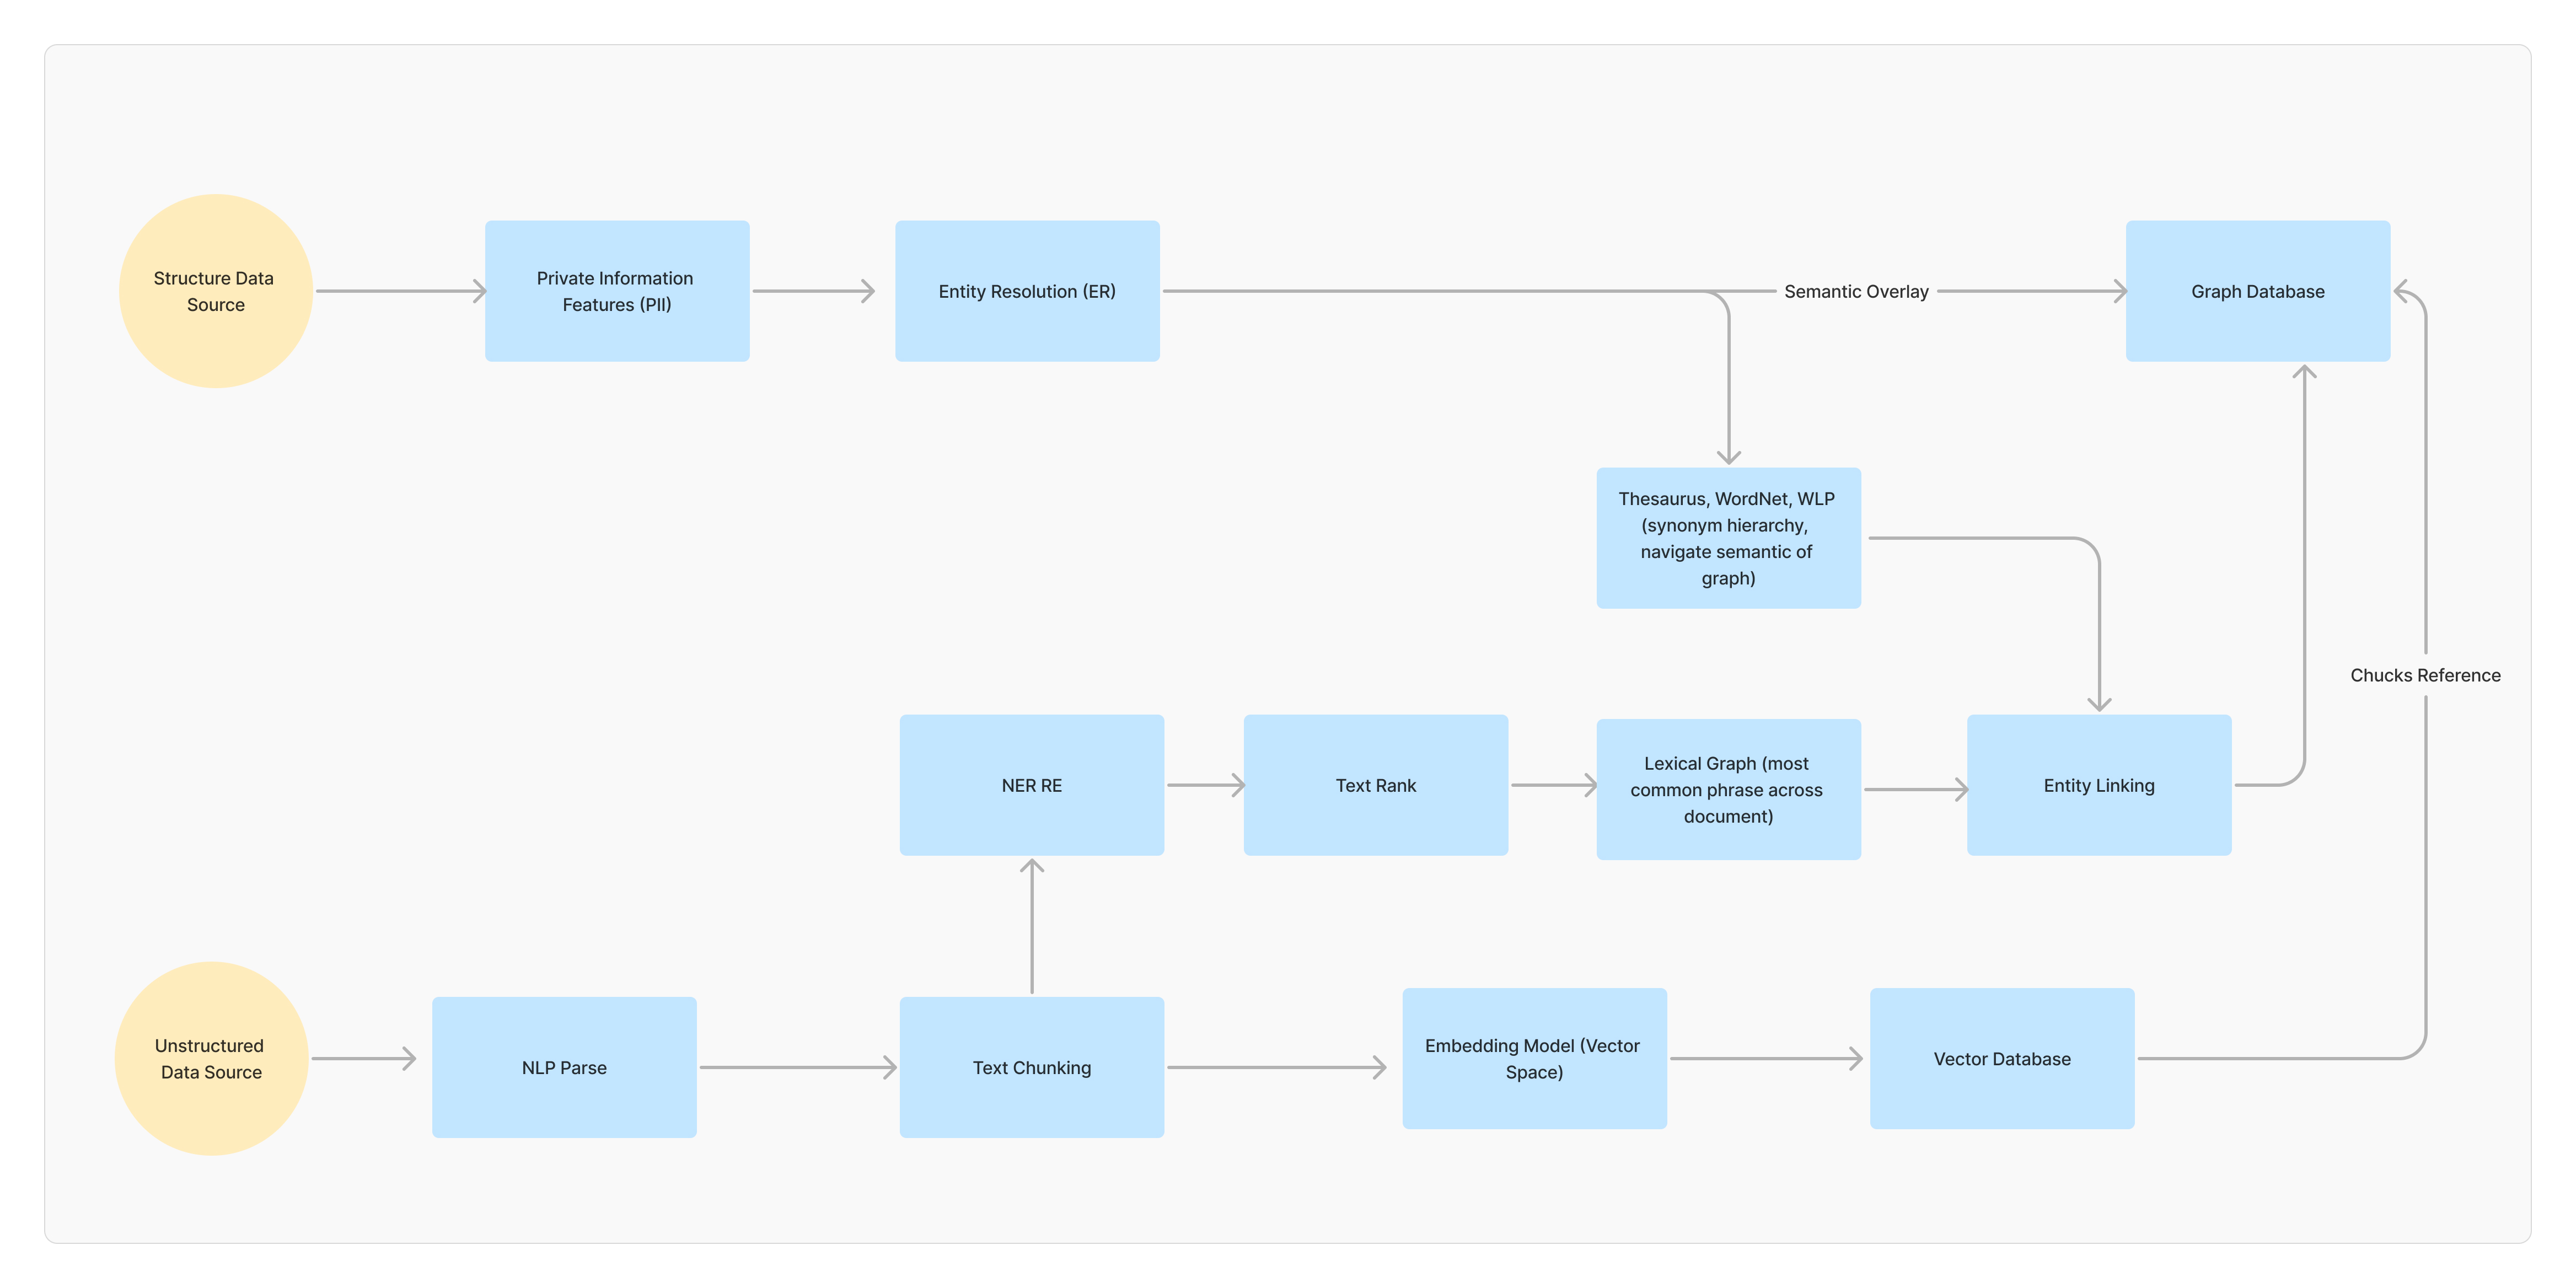 Structure Data
Source
Private Information
Features (PII)
Entity Resolution (ER)
Semantic Overlay
Graph Database
Thesaurus, WordNet, WLP
(synonym hierarchy,
navigate semantic of
graph)
Chucks Reference
NER RE
Text Rank
Lexical Graph (most
common phrase across
document)
Entity Linking
Unstructured
Data Source
NLP Parse
Text Chunking
Embedding Model (Vector
Space)
Vector Database